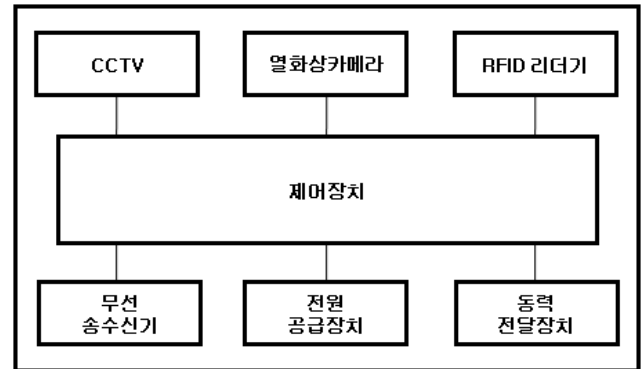 CCTV
열화상카메라
RFID 리더기
제어장치
무선
송수신기
전원
공급장치
동력
전달장치